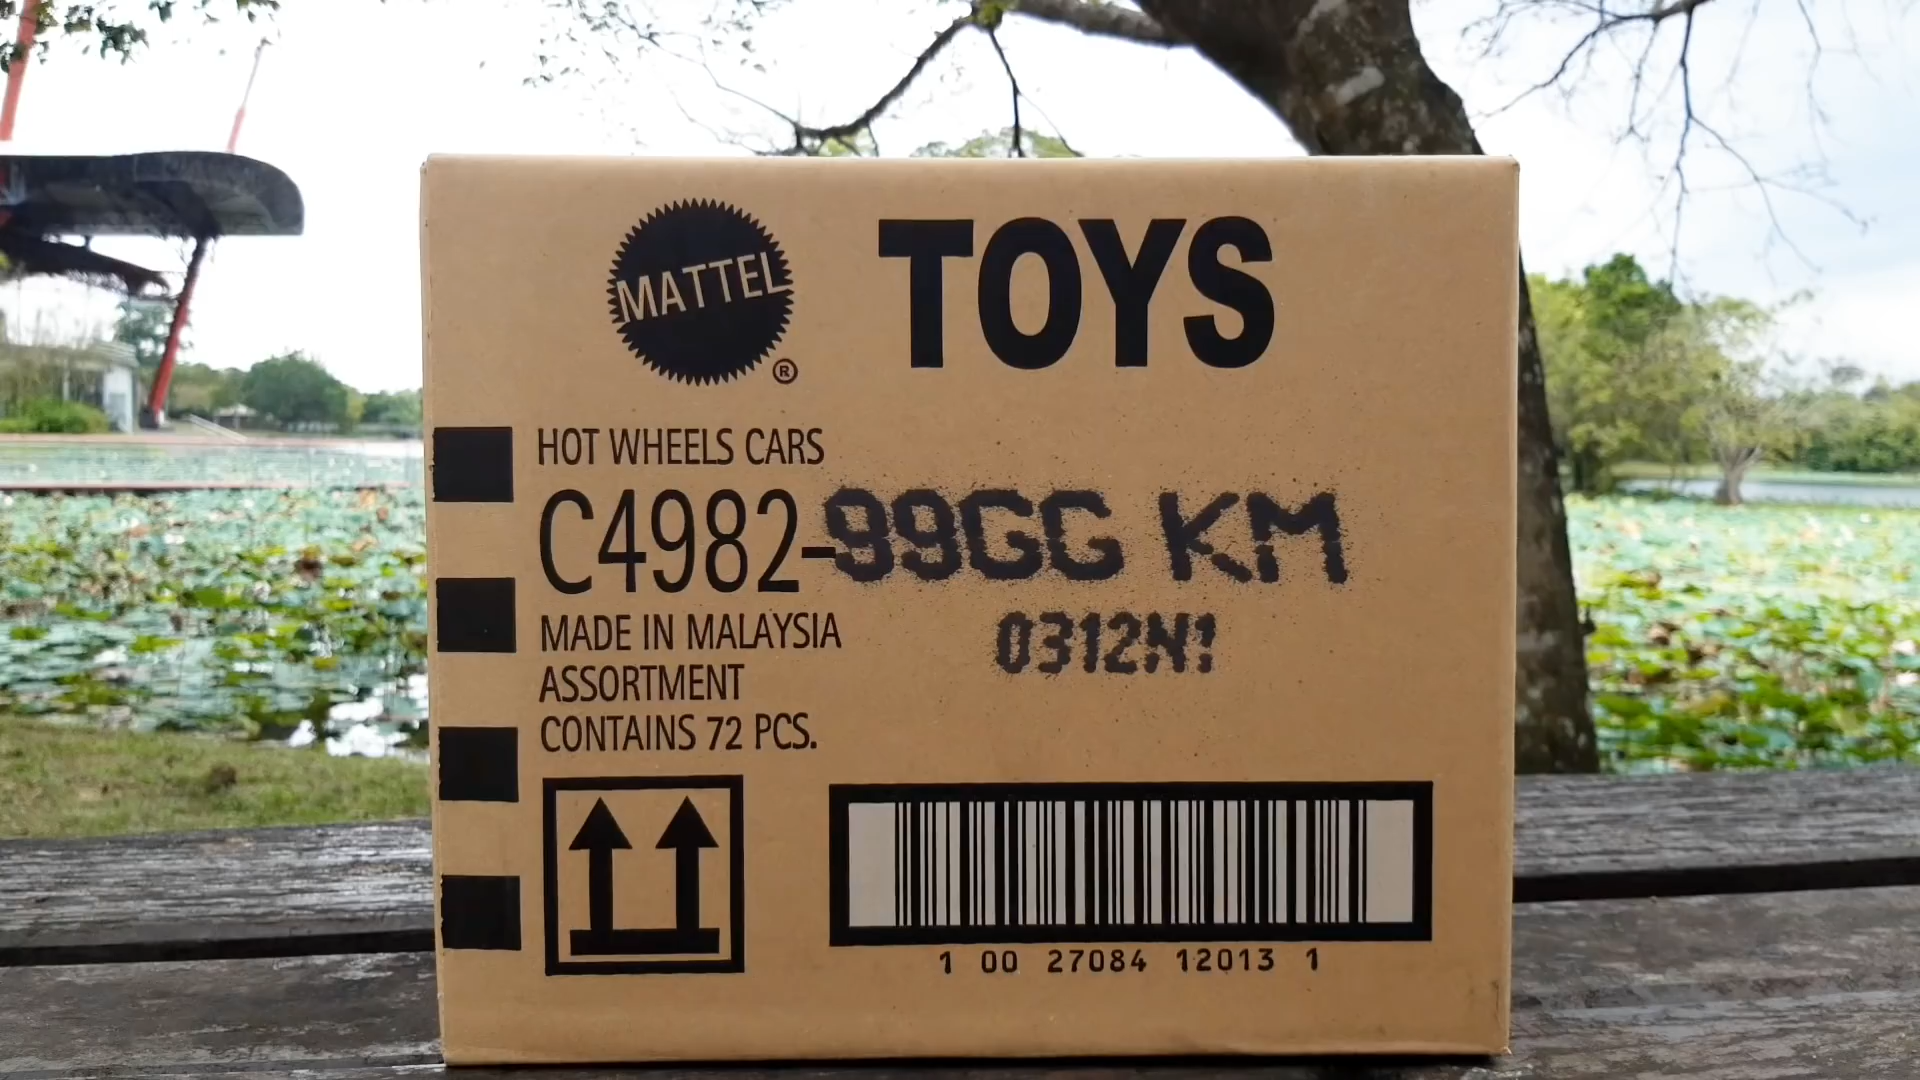 MATTEL ® TOYS
HOT WHEELS CARS
C4982-99GG KM
0312N1
MADE IN MALAYSIA
ASSORTMENT
CONTAINS 72 PCS.
1 00 27084 12013 1